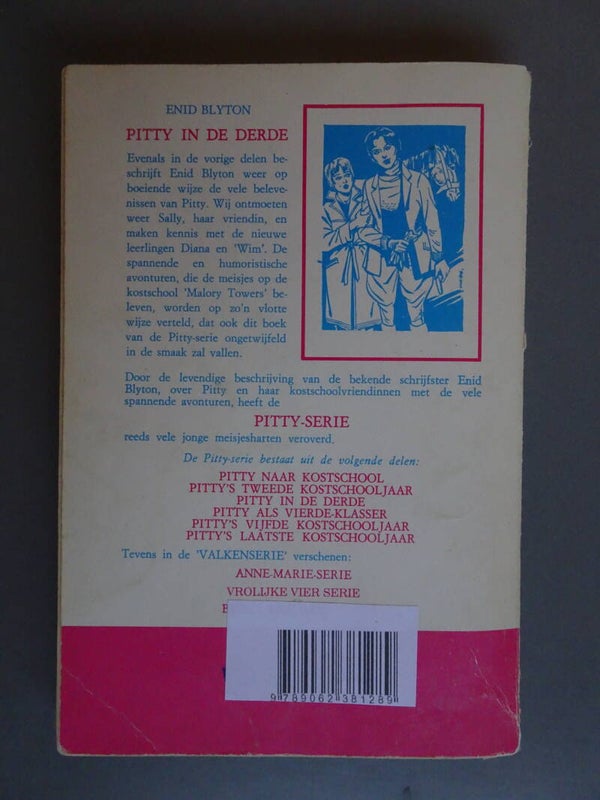 ENID BLYTON
PITTY IN DE DERDE
Evenals in de vorige delen be-
schrijft Enid Blyton weer op
boeiende wijze de vele beleve-
nissen van Pitty. Wij ontmoeten
weer Sally, haar vriendin, en
maken kennis met de nieuwe
leerlingen Diana en 'Wim'. De
spannende en humoristische
avonturen, die de meisjes op de
kostschool 'Malory Towers' be-
leven, worden op zo'n vlotte
wijze verteld, dat ook dit boek
van de Pitty-serie ongetwijfeld
in de smaak zal vallen.
Door de levendige beschrijving van de bekende schrijfster Enid
Blyton, over Pitty en haar kostschoolvriendinnen met de vele
spannende avonturen, heeft de
PITTY-SERIE
reeds vele jonge meisjesharten veroverd.
De Pitty-serie bestaat uit de volgende delen:
PITTY NAAR KOSTSCHOOL
PITTY'S TWEEDE KOSTSCHOOLJAAR
PITTY IN DE DERDE
PITTY ALS VIERDE-KLASSER
PITTY'S VIJFDE KOSTSCHOOLJAAR
PITTY'S LAATSTE KOSTSCHOOLJAAR
Tevens in de 'VALKENSERIE' verschenen:
ANNE-MARIE-SERIE
VROLIJKE VIER SERIE
9 789062 381289